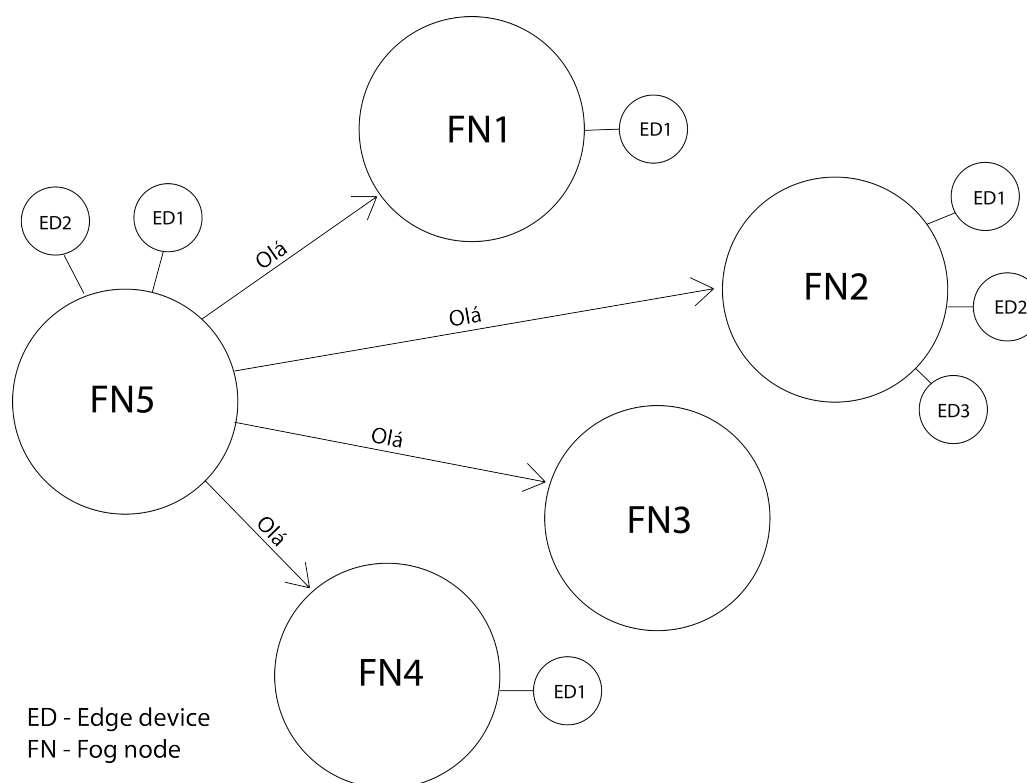 FN1
ED1
ED2
ED1
ED1
Olá
FN2
Olá
ED2
FN5
ED3
Olá
FN3
Olá
FN4
ED1
ED - Edge device
FN - Fog node